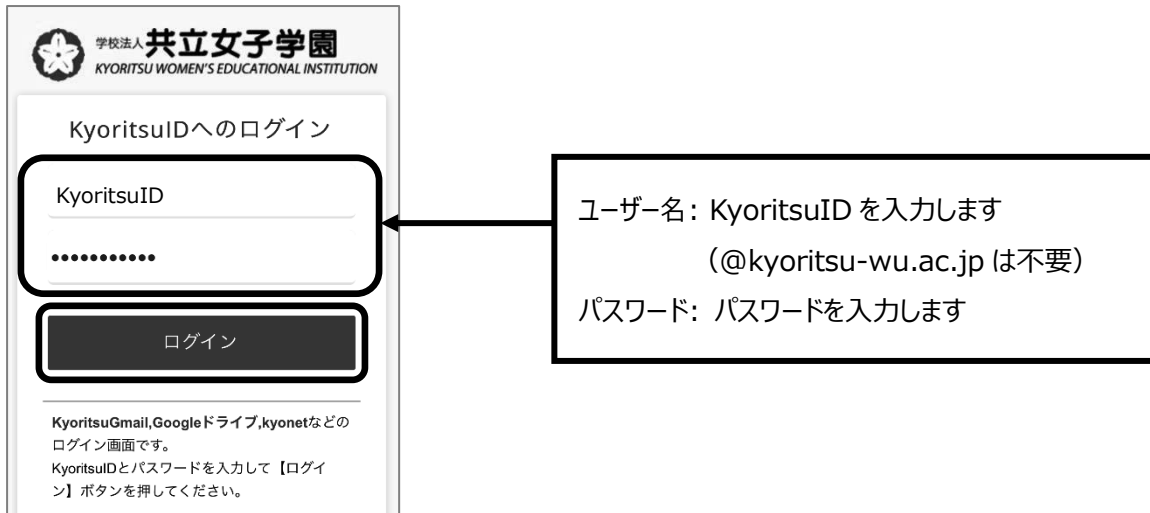 学校法人共立女子学園
KYORITSU WOMEN'S EDUCATIONAL INSTITUTION
KyoritsuIDへのログイン
KyoritsuID
•••••••••••
ログイン
KyoritsuGmail,Googleドライブ,kyonetなどの
ログイン画面です。
KyoritsuIDとパスワードを入力して【ログイ
ン】ボタンを押してください。
ユーザー名: KyoritsuID を入力します
（@kyoritsu-wu.ac.jp は不要）
パスワード: パスワードを入力します